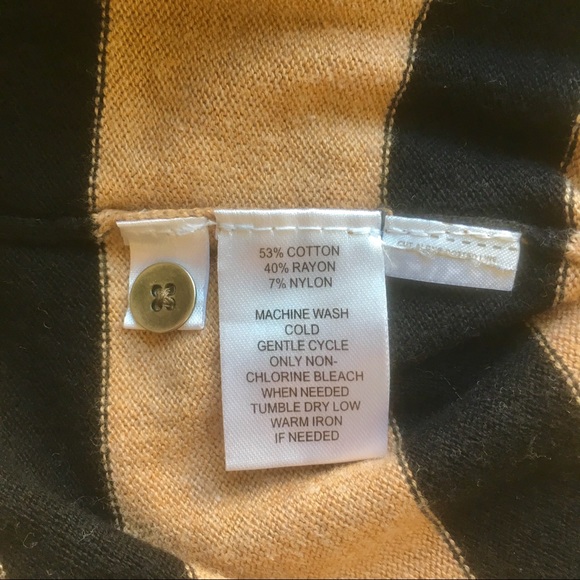 53% COTTON
40% RAYON
7% NYLON
MACHINE WASH
COLD
GENTLE CYCLE
ONLY NON-
CHLORINE BLEACH
WHEN NEEDED
TUMBLE DRY LOW
WARM IRON
IF NEEDED